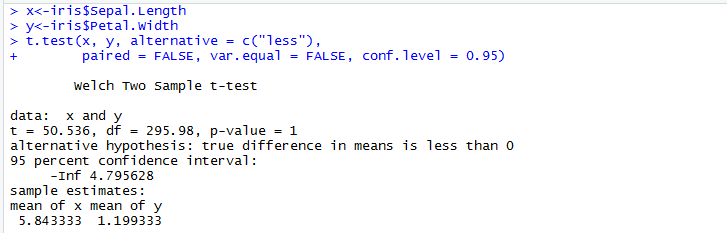 > x<-iris$Sepal.Length
> y<-iris$Petal.Width
> t.test(x, y, alternative = c("less"),
+        paired = FALSE, var.equal = FALSE, conf.level = 0.95)
        Welch Two Sample t-test
data:  x and y
t = 50.536, df = 295.98, p-value = 1
alternative hypothesis: true difference in means is less than 0
95 percent confidence interval:
     -Inf 4.795628
sample estimates:
mean of x mean of y
 5.843333  1.199333